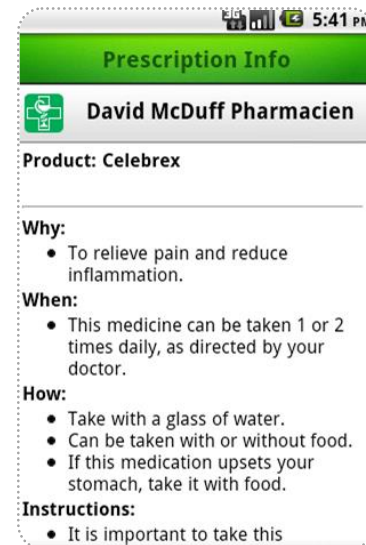 3G 5:41 PM
Prescription Info
David McDuff Pharmacien
Product: Celebrex
Why:
• To relieve pain and reduce
inflammation.
When:
• This medicine can be taken 1 or 2
times daily, as directed by your
doctor.
How:
• Take with a glass of water.
• Can be taken with or without food.
• If this medication upsets your
stomach, take it with food.
Instructions:
• It is important to take this